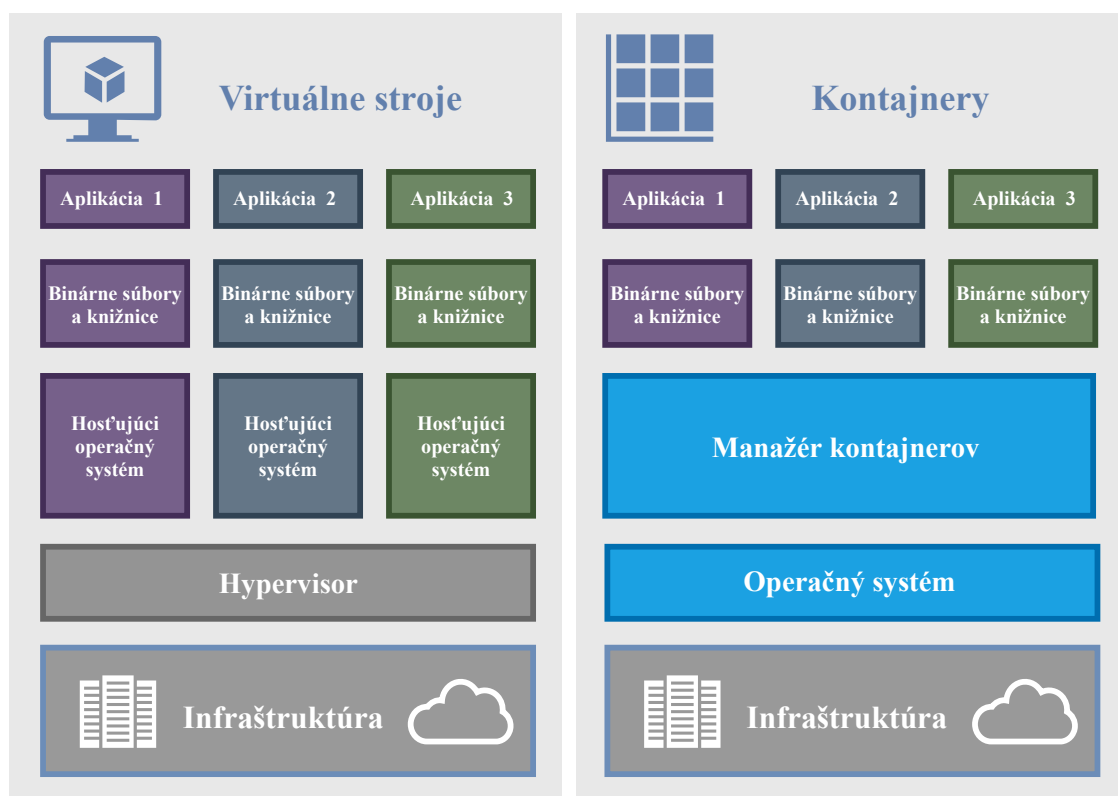 Virtuálne stroje
Aplikácia 1
Aplikácia 2
Aplikácia 3
Binárne súbory
a knižnice
Binárne súbory
a knižnice
Binárne súbory
a knižnice
Hosťujúci
operačný
systém
Hosťujúci
operačný
systém
Hosťujúci
operačný
systém
Hypervisor
Infraštruktúra
Kontajnery
Aplikácia 1
Aplikácia 2
Aplikácia 3
Binárne súbory
a knižnice
Binárne súbory
a knižnice
Binárne súbory
a knižnice
Manažér kontajnerov
Operačný systém
Infraštruktúra